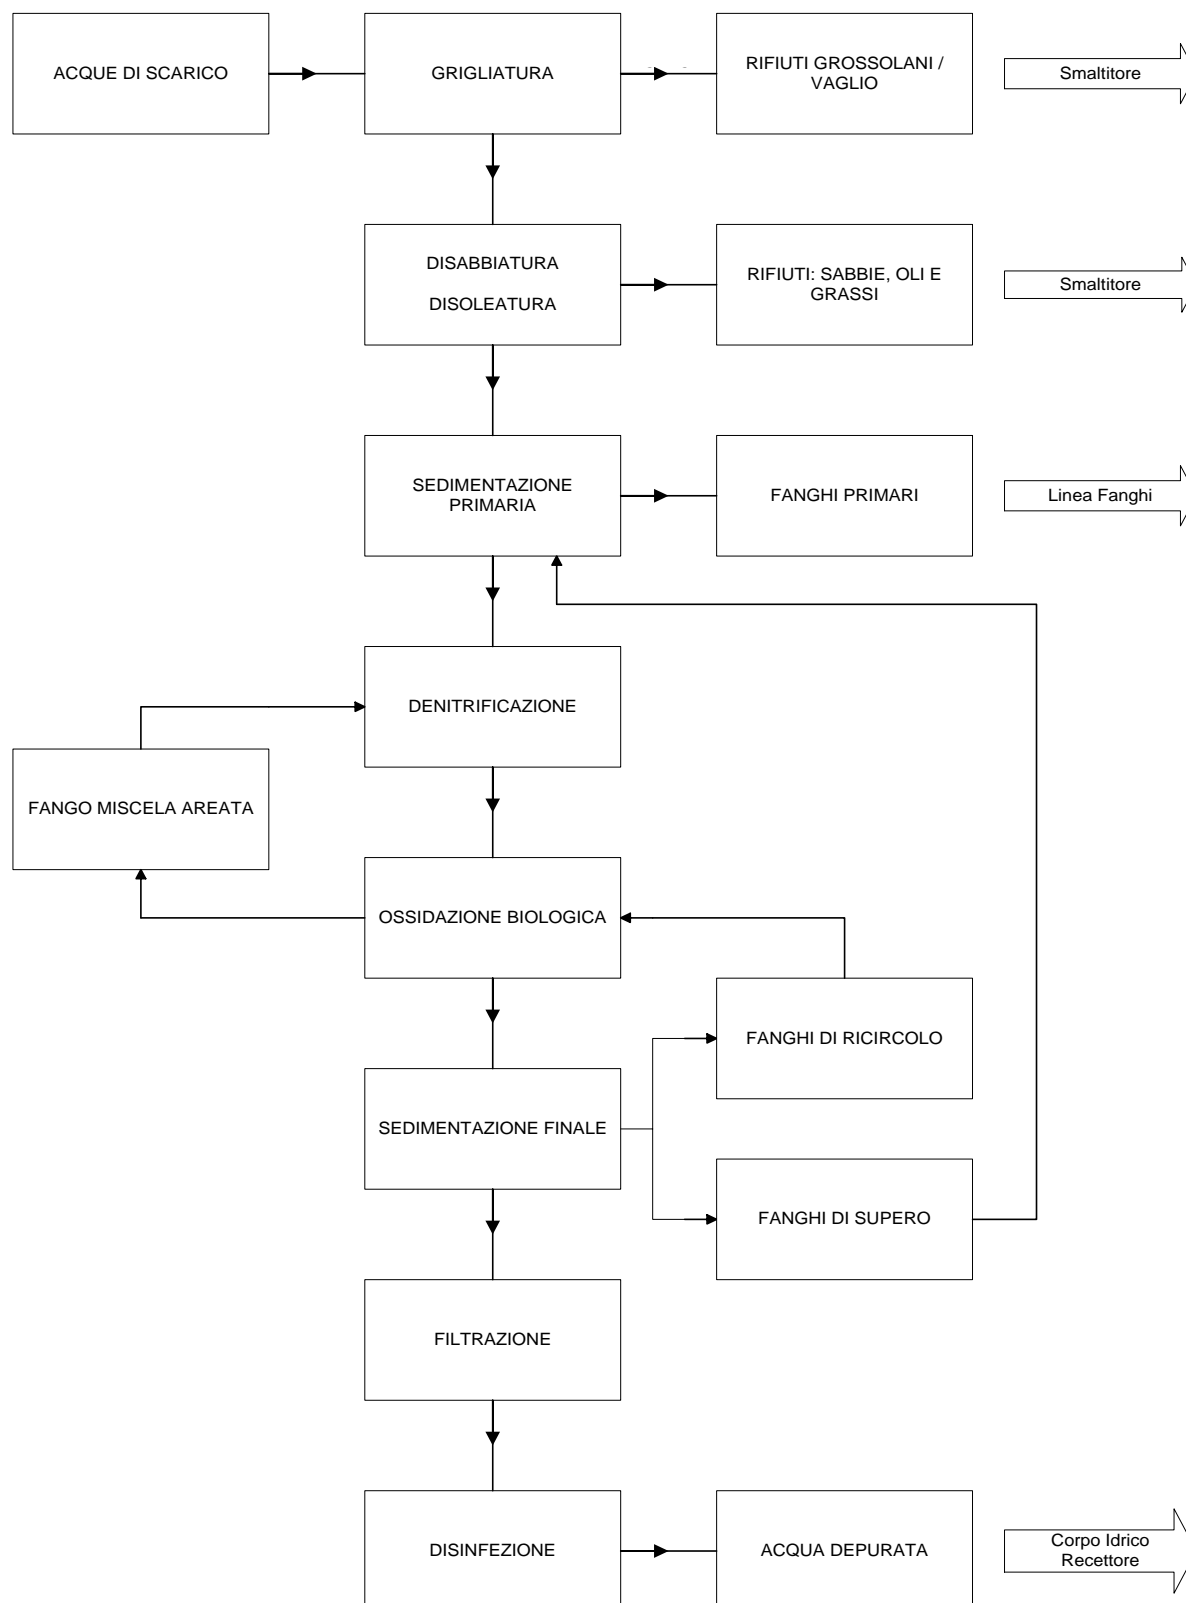 ACQUE DI SCARICO
GRIGLIATURA
RIFIUTI GROSSOLANI /
VAGLIO
Smaltitore
DISABBIATURA
DISOLEATURA
RIFIUTI: SABBIE, OLI E
GRASSI
Smaltitore
SEDIMENTAZIONE
PRIMARIA
FANGHI PRIMARI
Linea Fanghi
DENITRIFICAZIONE
FANGO MISCELA AREATA
OSSIDAZIONE BIOLOGICA
FANGHI DI RICIRCOLO
SEDIMENTAZIONE FINALE
FANGHI DI SUPERO
FILTRAZIONE
DISINFEZIONE
ACQUA DEPURATA
Corpo Idrico
Recettore